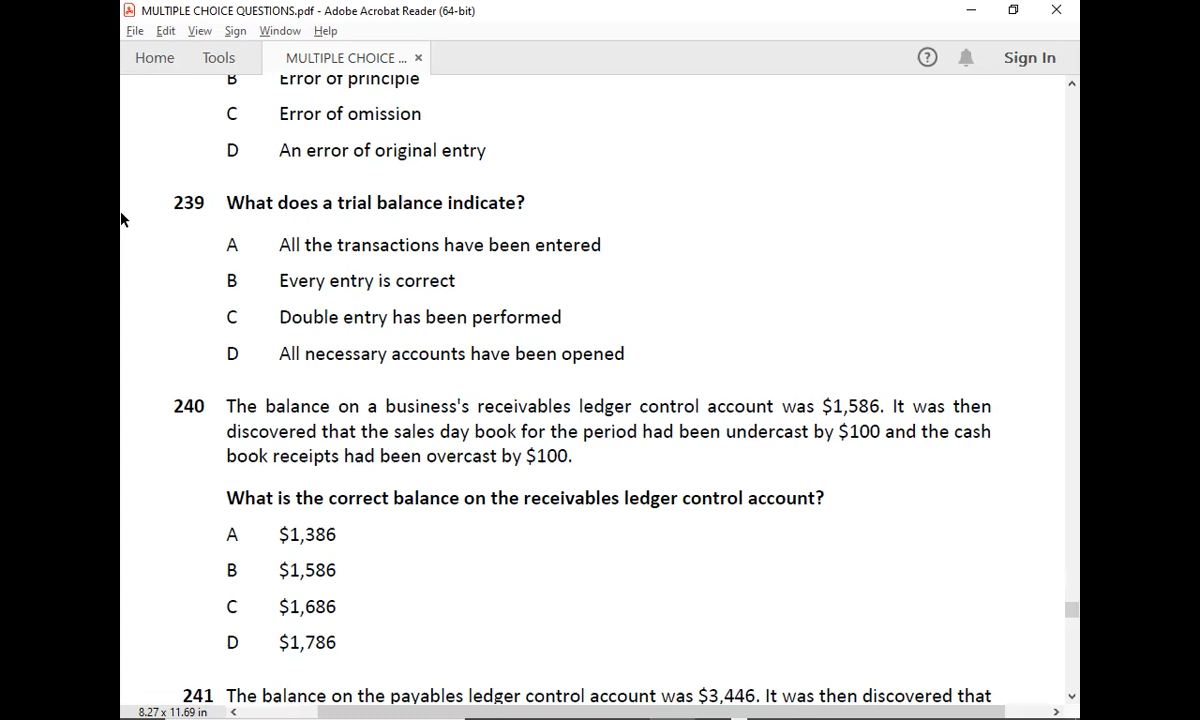 MULTIPLE CHOICE QUESTIONS.pdf - Adobe Acrobat Reader (64-bit)
File Edit View Sign Window Help
Home Tools MULTIPLE CHOICE ... × ? Sign In
B Error of principle
C Error of omission
D An error of original entry
239 What does a trial balance indicate?
A All the transactions have been entered
B Every entry is correct
C Double entry has been performed
D All necessary accounts have been opened
240 The balance on a business's receivables ledger control account was $1,586. It was then
discovered that the sales day book for the period had been undercast by $100 and the cash
book receipts had been overcast by $100.
What is the correct balance on the receivables ledger control account?
A $1,386
B $1,586
C $1,686
D $1,786
241 The balance on the payables ledger control account was $3,446. It was then discovered that
8.27 x 11.69 in